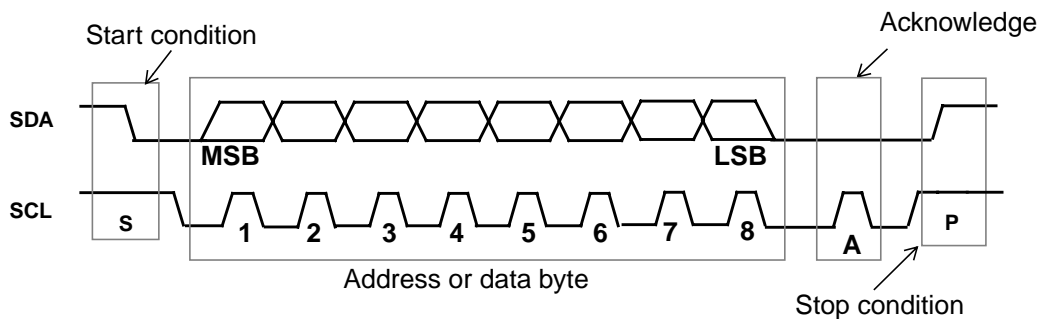 Start condition
Acknowledge
SDA
MSB LSB
SCL
S 1 2 3 4 5 6 7 8 A P
Address or data byte
Stop condition